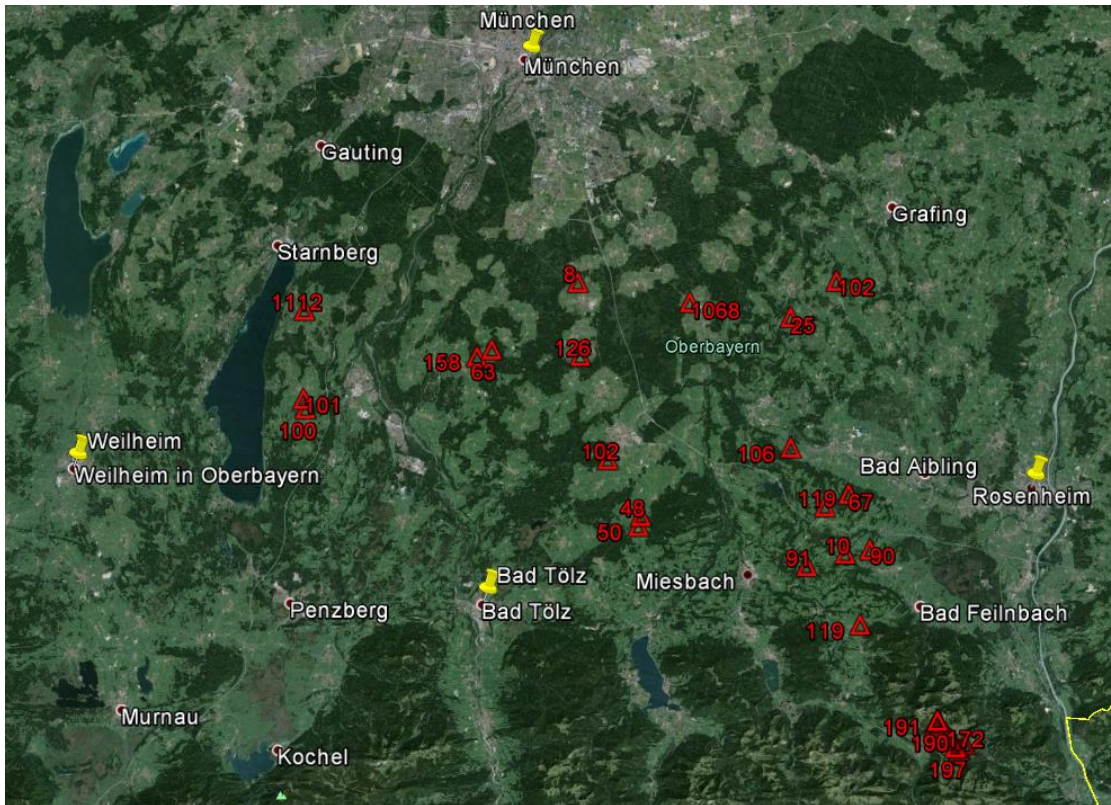 München
München
Gauting
Grafing
Starnberg
8
102
1112
1068
25
Oberbayern
126
158
63
101
100
Weilheim
Weilheim in Oberbayern
102
106
Bad Aibling
Rosenheim
48
119
67
50
10
90
91
Bad Tölz
Miesbach
Penzberg
Bad Tölz
Bad Feilnbach
119
Murnau
191
190
172
Kochel
197